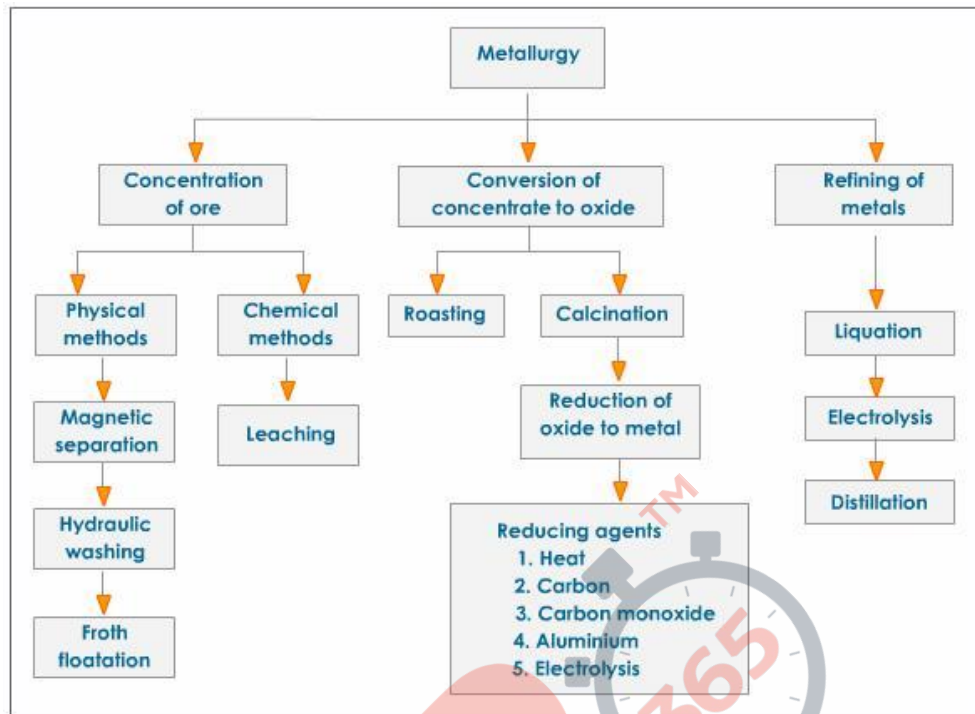 Metallurgy
Concentration
of ore
Conversion of
concentrate to oxide
Refining of
metals
Physical
methods
Chemical
methods
Roasting
Calcination
Liquation
Magnetic
separation
Leaching
Reduction of
oxide to metal
Electrolysis
Hydraulic
washing
Distillation
Froth
floatation
Reducing agents
1. Heat
2. Carbon
3. Carbon monoxide
4. Aluminium
5. Electrolysis
TM
365